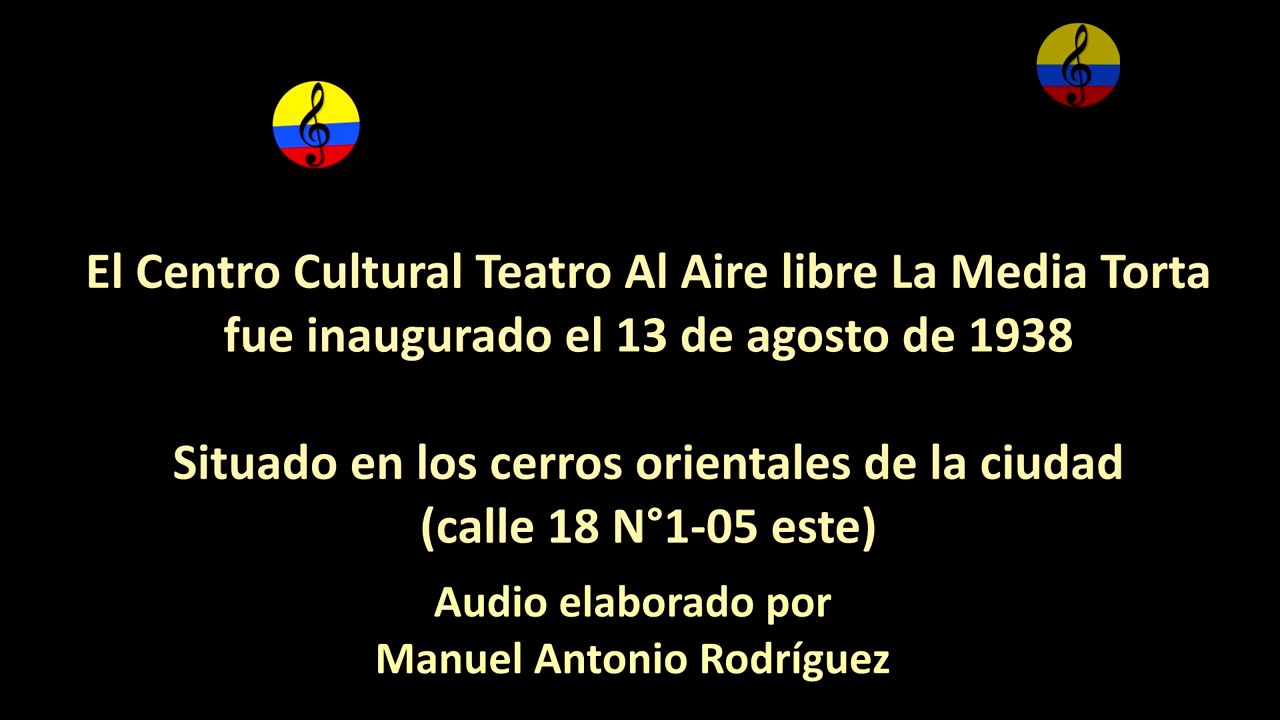 El Centro Cultural Teatro Al Aire libre La Media Torta
fue inaugurado el 13 de agosto de 1938
Situado en los cerros orientales de la ciudad
(calle 18 N°1-05 este)
Audio elaborado por
Manuel Antonio Rodríguez